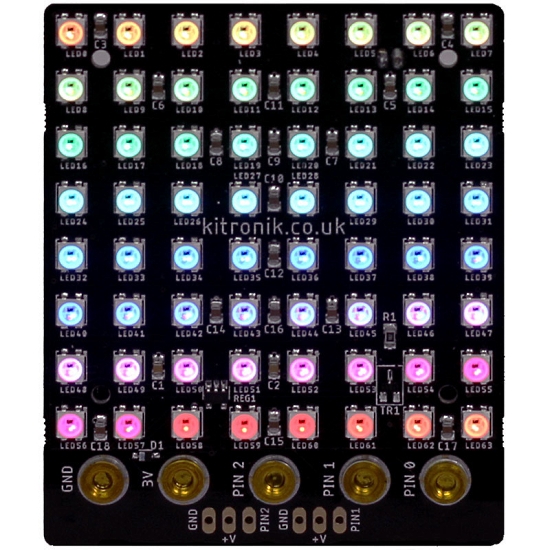 C3 C4
LED0 LED1 LED2 LED3 LED4 LED5 LED6 LED7
C6 C11 C5
LED8 LED9 LED10 LED11 LED12 LED13 LED14 LED15
C8 C9 C7
LED16 LED17 LED18 LED19 LED20 LED21 LED22 LED23
LED27 LED28
C10
LED24 LED25 LED26 LED29 LED30 LED31
kitronik.co.uk
C12
LED32 LED33 LED34 LED35 LED36 LED37 LED38 LED39
R1
C14 C16 C13
LED40 LED41 LED42 LED43 LED44 LED45 LED46 LED47
C1 C2
LED48 LED49 LED50 LED51 LED52 LED53 LED54 LED55
REG1 TR1
C18 D1 C15 C17
LED56 LED57 LED58 LED59 LED60 LED61 LED62 LED63
GND 3V PIN 2 PIN 1 PIN 0
GND +V PIN2 GND +V PIN1